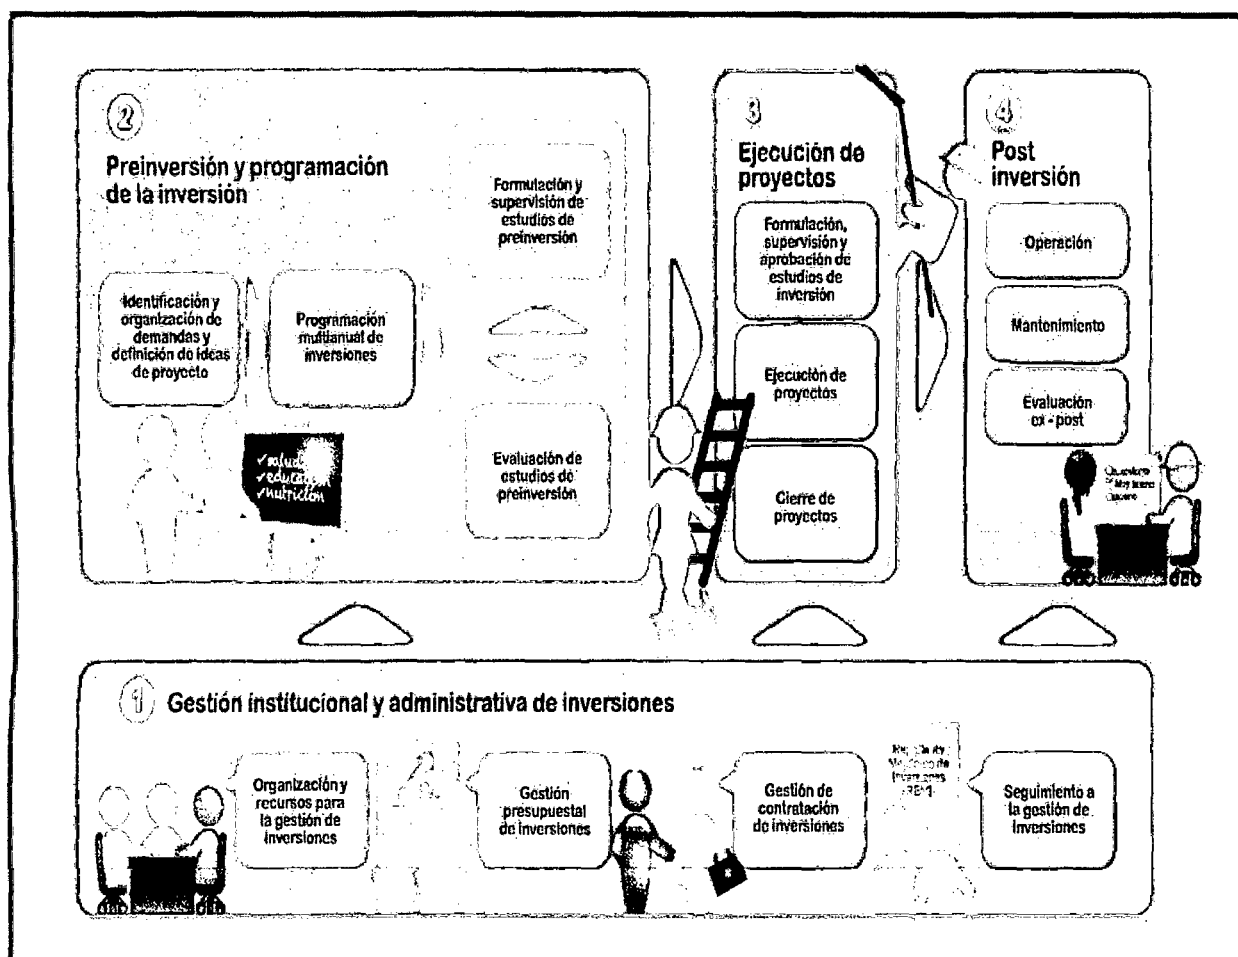 2
Preinversión y programación
de la inversión
Identificación y
organización de
demandas y
definición de ideas
de proyecto
Programación
multianual de
inversiones
Formulación y
supervisión de
estudios de
preinversión
Evaluación de
estudios de
preinversión
✓salud
✓educación
✓nutrición
3
Ejecución de
proyectos
Formulación,
supervisión y
aprobación de
estudios de
inversión
Ejecución de
proyectos
Cierre de
proyectos
4
Post
inversión
Operación
Mantenimiento
Evaluación
ex - post
1
Gestión institucional y administrativa de inversiones
Organización y
recursos para
la gestión de
inversiones
Gestión
presupuestal
de inversiones
Gestión de
contratación
de inversiones
de
Inversiones
Seguimiento a
la gestión de
inversiones